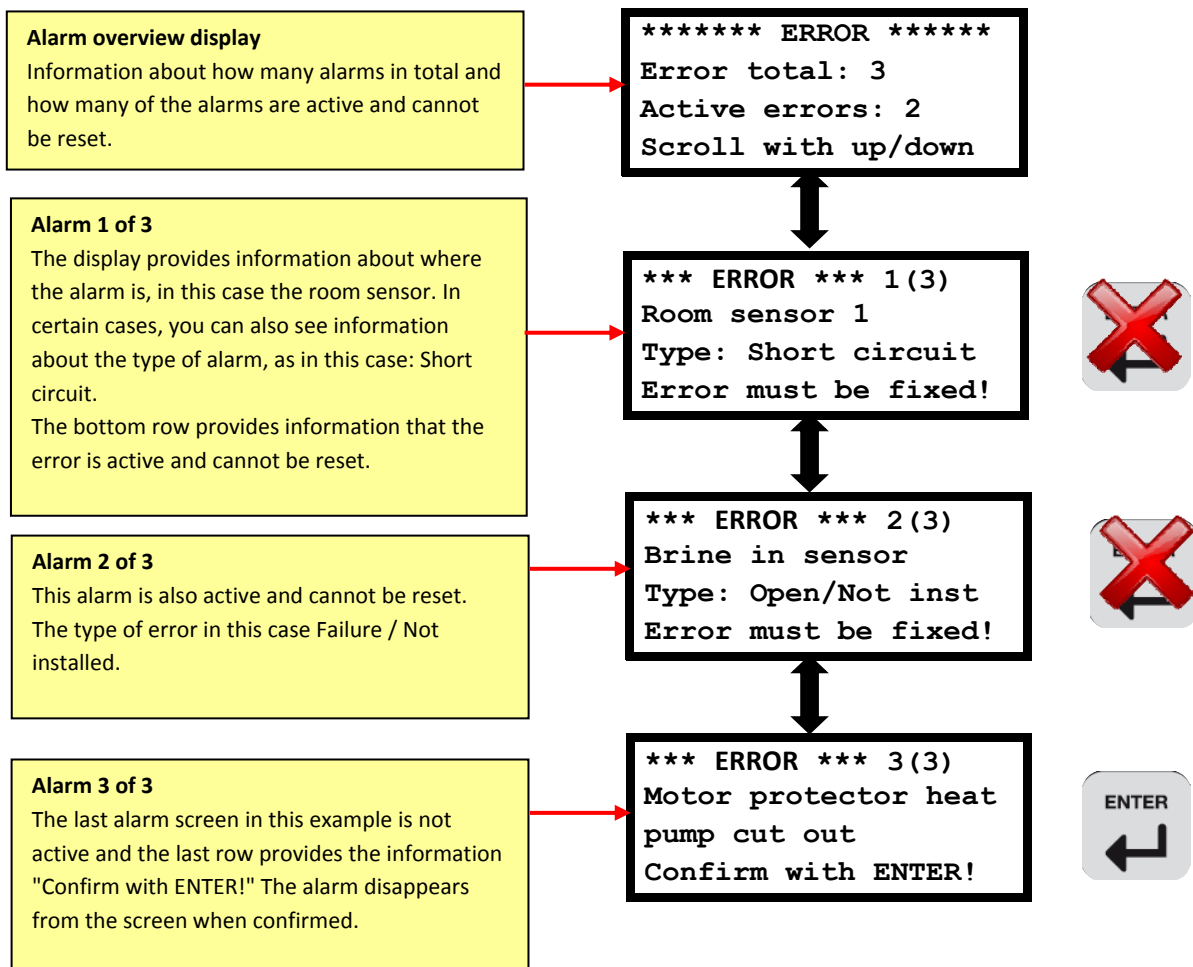 Alarm overview display
Information about how many alarms in total and
how many of the alarms are active and cannot
be reset.
******* ERROR ******
Error total: 3
Active errors: 2
Scroll with up/down
Alarm 1 of 3
The display provides information about where
the alarm is, in this case the room sensor. In
certain cases, you can also see information
about the type of alarm, as in this case: Short
circuit.
The bottom row provides information that the
error is active and cannot be reset.
*** ERROR *** 1(3)
Room sensor 1
Type: Short circuit
Error must be fixed!
Alarm 2 of 3
This alarm is also active and cannot be reset.
The type of error in this case Failure / Not
installed.
*** ERROR *** 2(3)
Brine in sensor
Type: Open/Not inst
Error must be fixed!
Alarm 3 of 3
The last alarm screen in this example is not
active and the last row provides the information
"Confirm with ENTER!" The alarm disappears
from the screen when confirmed.
*** ERROR *** 3(3)
Motor protector heat
pump cut out
Confirm with ENTER!
ENTER